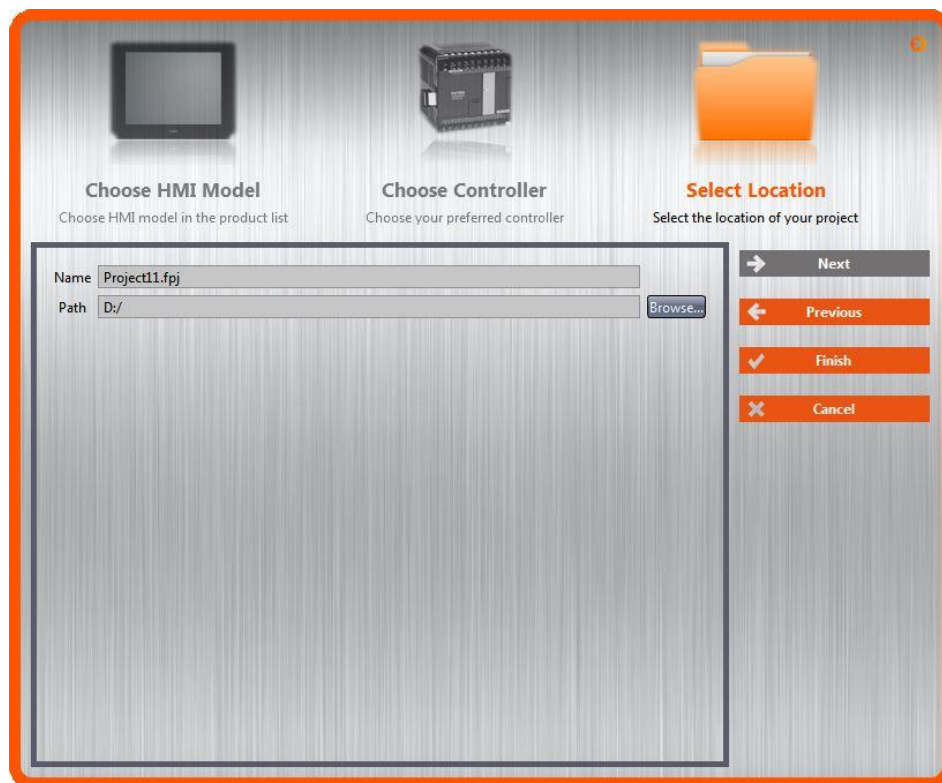 Choose HMI Model
Choose HMI model in the product list
Choose Controller
Choose your preferred controller
Select Location
Select the location of your project
Name Project11.fpj
Path D:/ Browse...
Next
Previous
Finish
Cancel